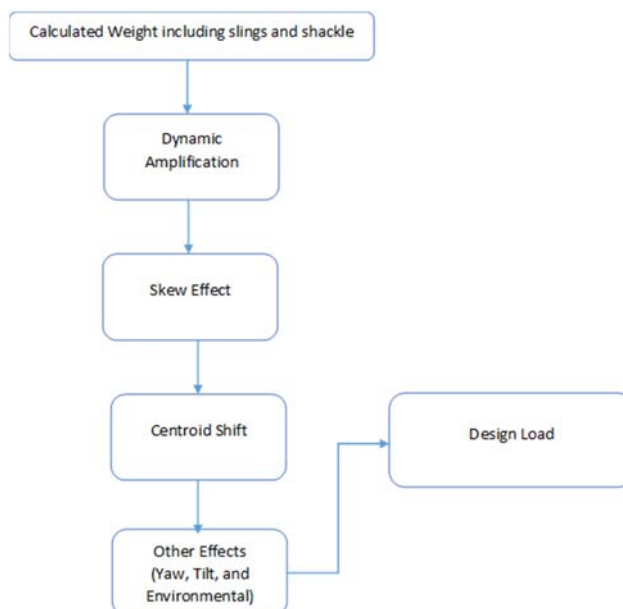 Calculated Weight including slings and shackle
Dynamic
Amplification
Skew Effect
Centroid Shift
Design Load
Other Effects
(Yaw, Tilt, and
Environmental)